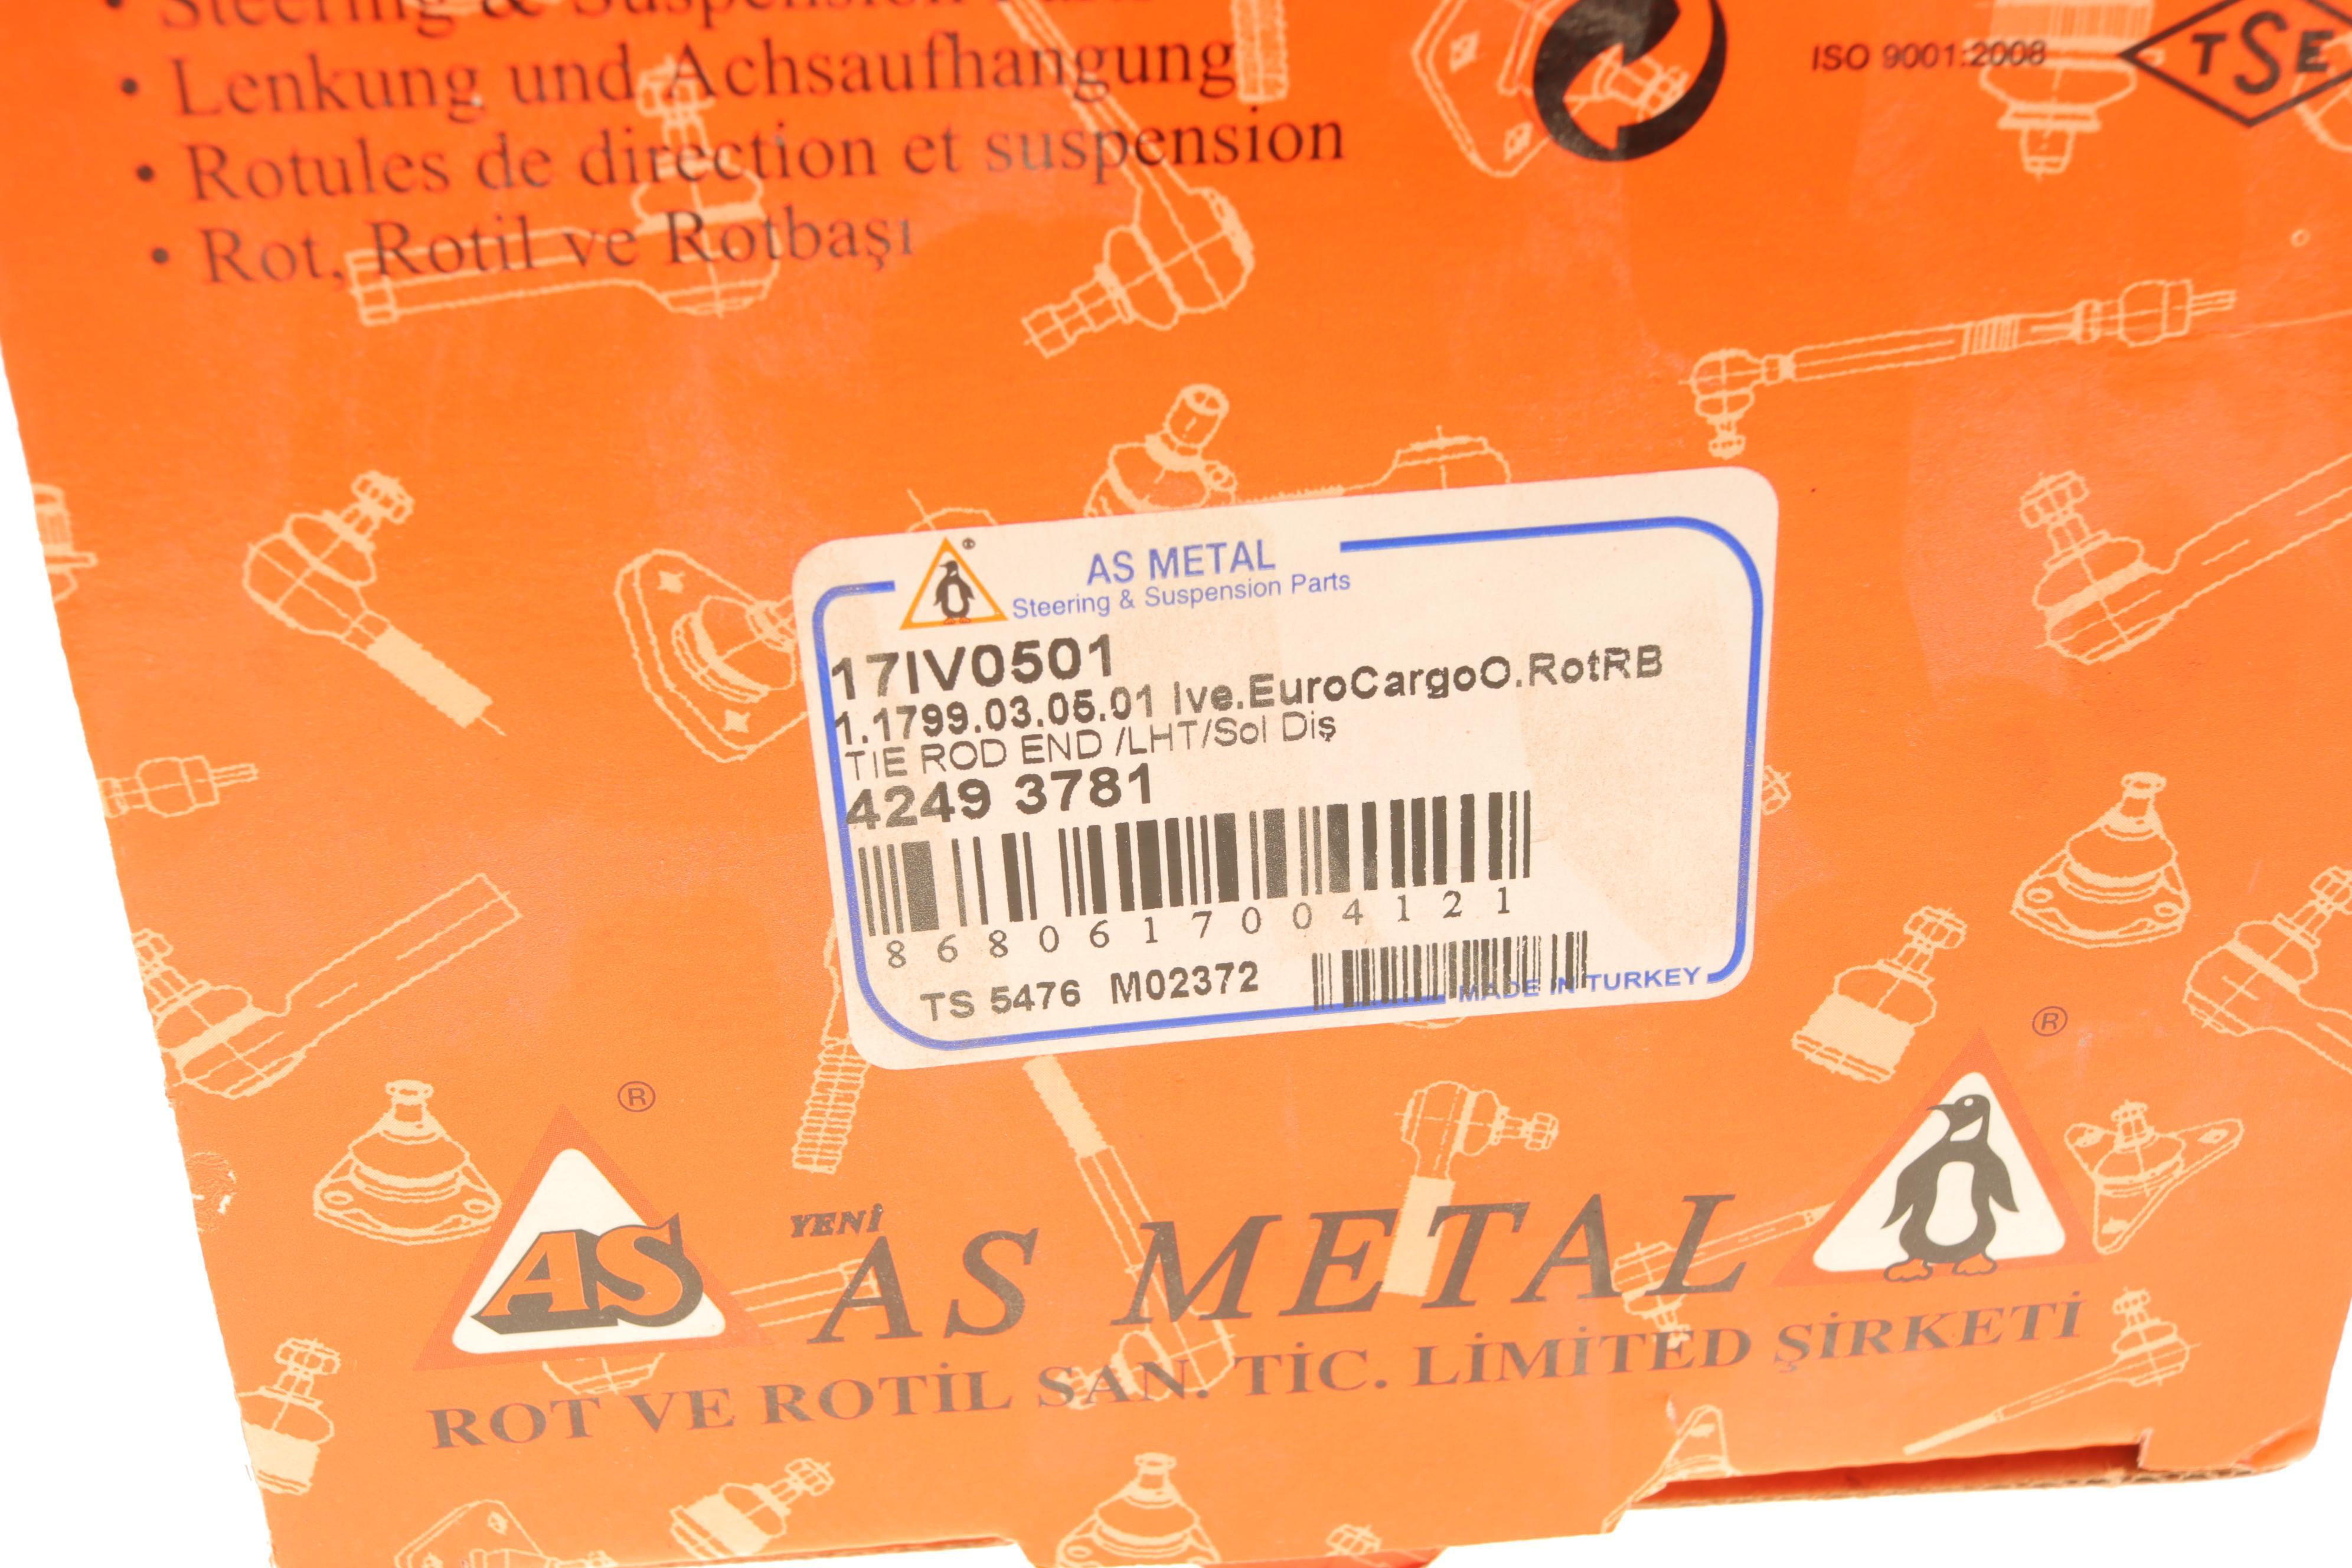 • Steering & Suspension Parts
• Lenkung und Achsaufhangung
• Rotules de direction et suspension
• Rot, Rotil ve Rotbaşı
ISO 9001:2008
TSE
®
AS METAL
Steering & Suspension Parts
17IV0501
1.1799.03.05.01 Ive.EuroCargoO.RotRB
TIE ROD END /LHT/Sol Diş
4249 3781
8680617004121
TS 5476 M02372
MADE IN TURKEY
®
®
AS
YENİ
AS METAL
ROT VE ROTİL SAN. TİC. LİMİTED ŞİRKETİ